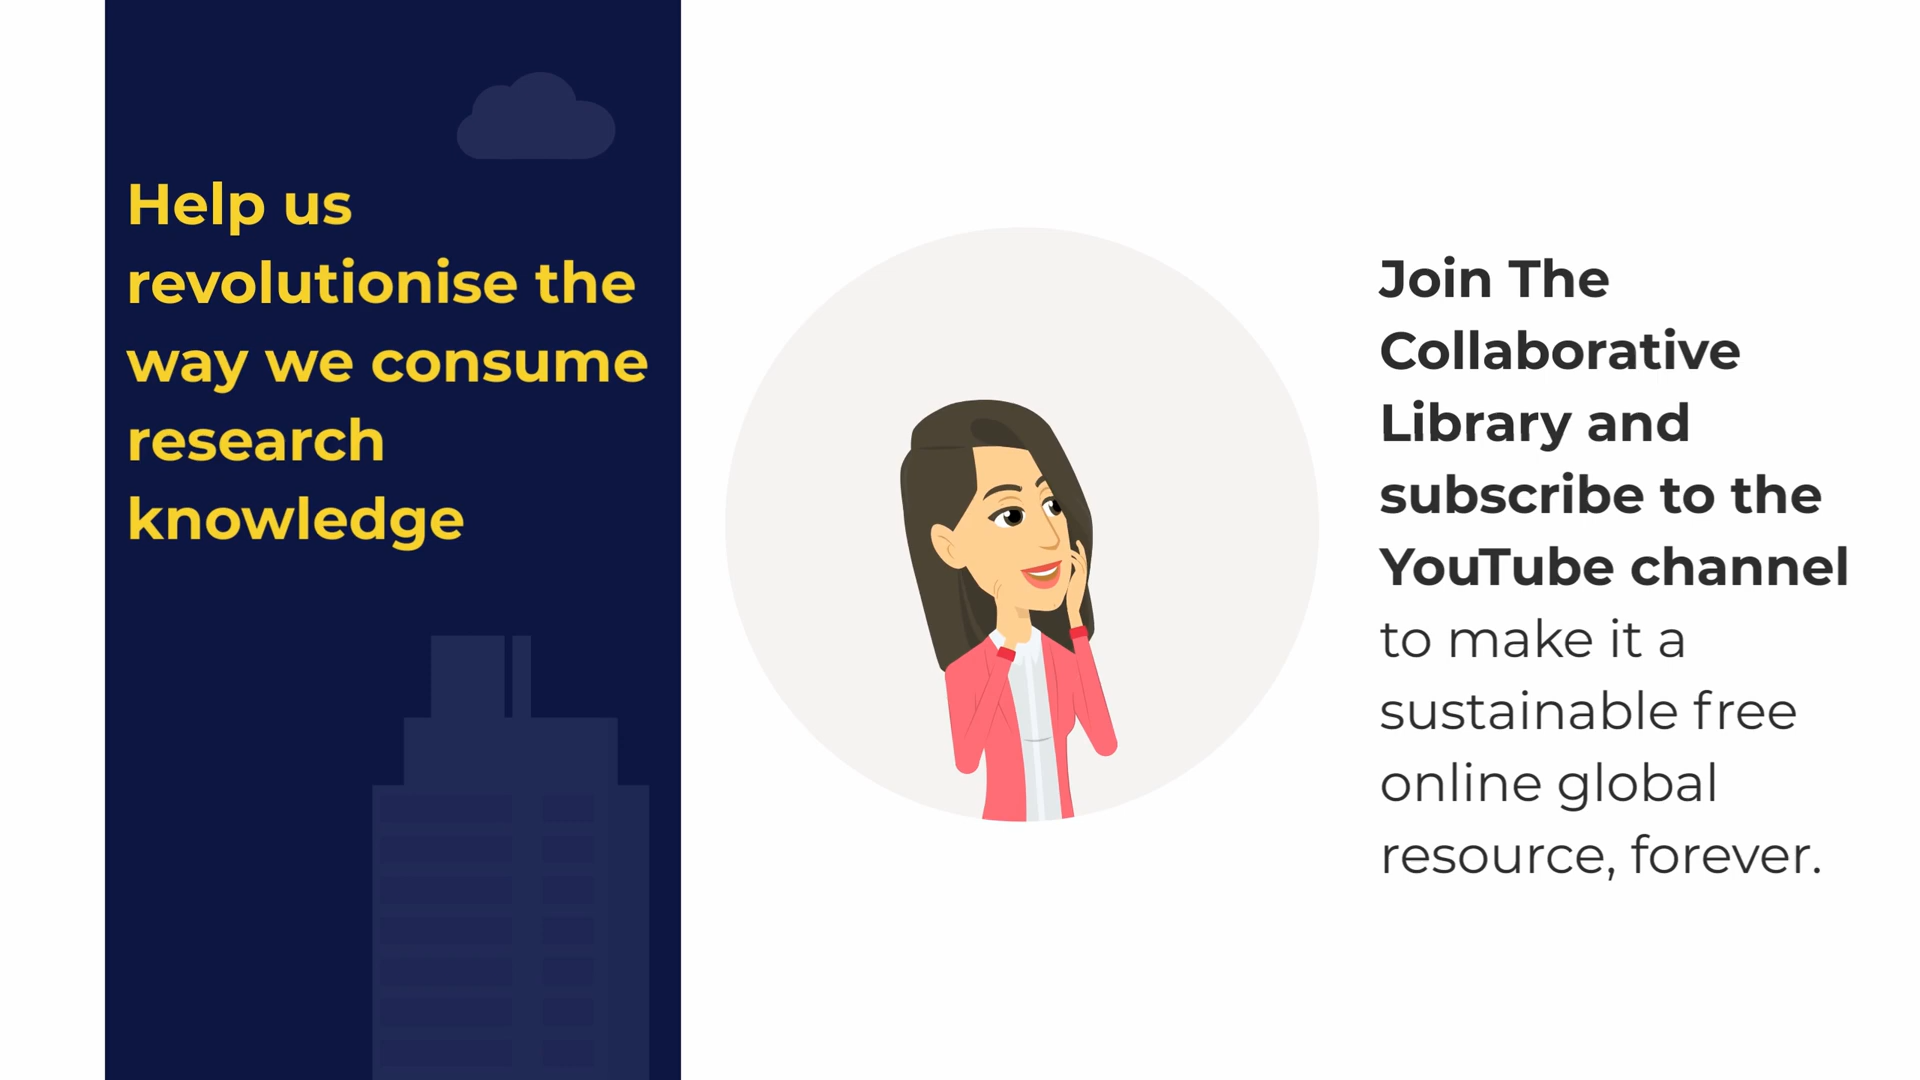 Help us
revolutionise the
way we consume
research
knowledge
Join The
Collaborative
Library and
subscribe to the
YouTube channel
to make it a
sustainable free
online global
resource, forever.